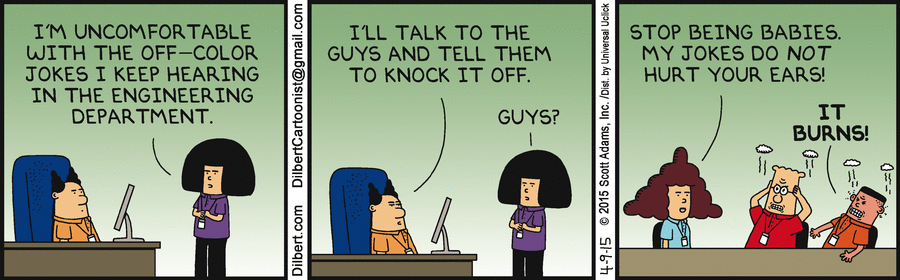 I'M UNCOMFORTABLE
WITH THE OFF-COLOR
JOKES I KEEP HEARING
IN THE ENGINEERING
DEPARTMENT.
Dilbert.com DilbertCartoonist@gmail.com
I'LL TALK TO THE
GUYS AND TELL THEM
TO KNOCK IT OFF.
GUYS?
4-9-15 © 2015 Scott Adams, Inc. /Dist. by Universal Uclick
STOP BEING BABIES.
MY JOKES DO NOT
HURT YOUR EARS!
IT
BURNS!